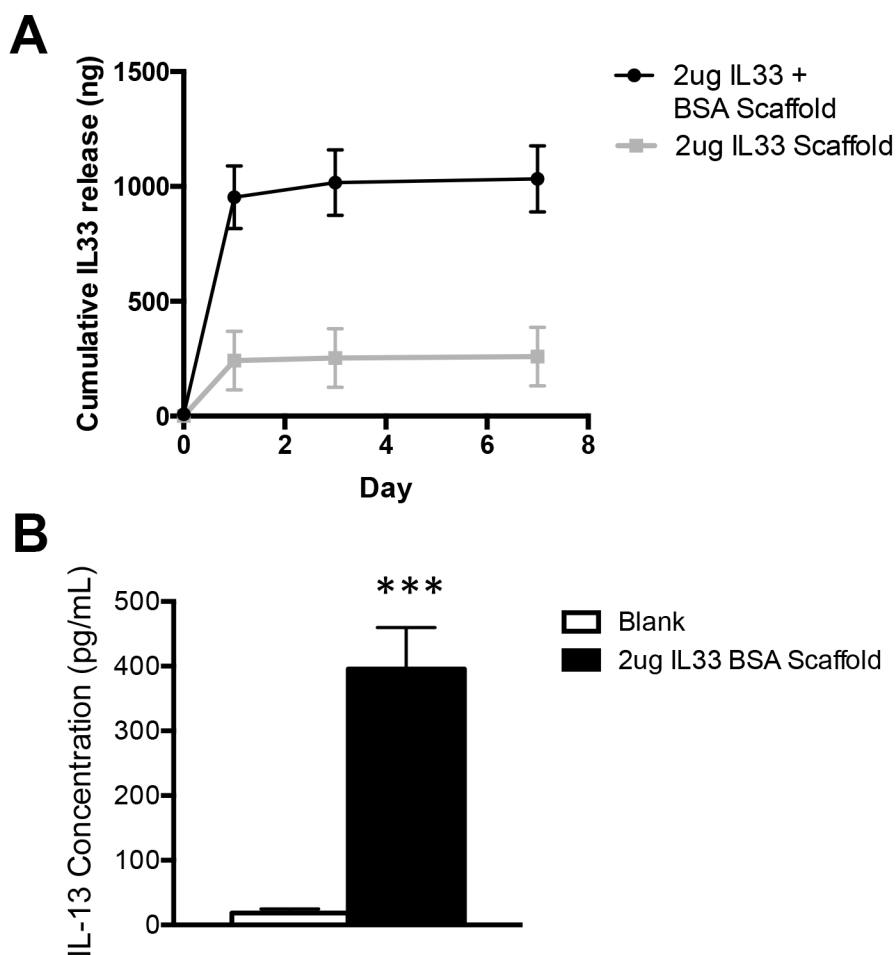 A
Cumulative IL33 release (ng)
1500
1000
500
0
0 2 4 6 8
Day
2ug IL33 +
BSA Scaffold
2ug IL33 Scaffold
B
IL-13 Concentration (pg/mL)
500
400
300
200
100
0
***
Blank
2ug IL33 BSA Scaffold